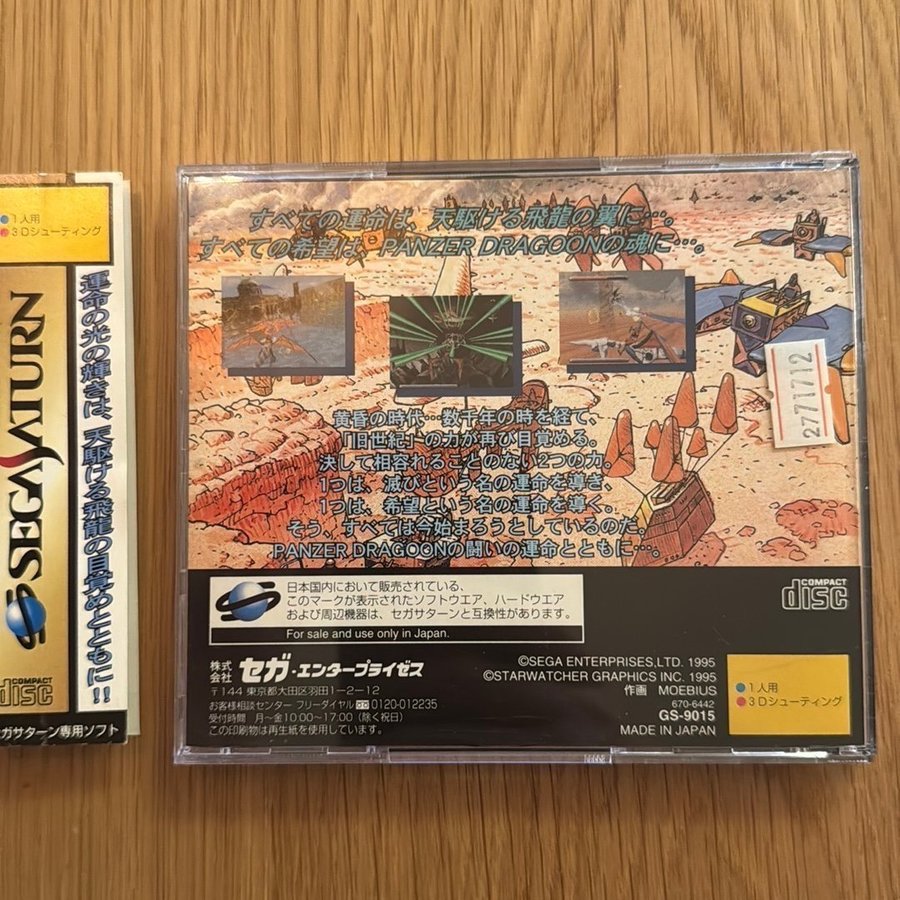 1人用
3Dシューティング
SEGA SATURN
運命の光の輝きは、天駆ける飛龍の目覚めとともに!!
COMPACT
disc
セガサターン専用ソフト
すべての運命は、天駆ける飛龍の翼に…。
すべての希望は、PANZER DRAGOONの魂に…。
2771712
黄昏の時代…数千年の時を経て、
「旧世紀」の力が再び目覚める。
決して相容れることのない2つの力。
1つは、滅びという名の運命を導き、
1つは、希望という名の運命を導く。
そう、すべては今始まろうとしているのだ。
PANZER DRAGOONの闘いの運命とともに…。
日本国内において販売されている、
このマークが表示されたソフトウエア、ハードウエア
および周辺機器は、セガサターンと互換性があります。
For sale and use only in Japan.
COMPACT
disc
株式会社 セガ・エンタープライゼス
〒144 東京都大田区羽田1-2-12
お客様相談センター フリーダイヤル 0120-012235
受付時間 月〜金10:00〜17:00(除く祝日)
この印刷物は再生紙を使用しています。
©SEGA ENTERPRISES,LTD. 1995
©STARWATCHER GRAPHICS INC. 1995
作画 MOEBIUS
670-6442
GS-9015
MADE IN JAPAN
1人用
3Dシューティング